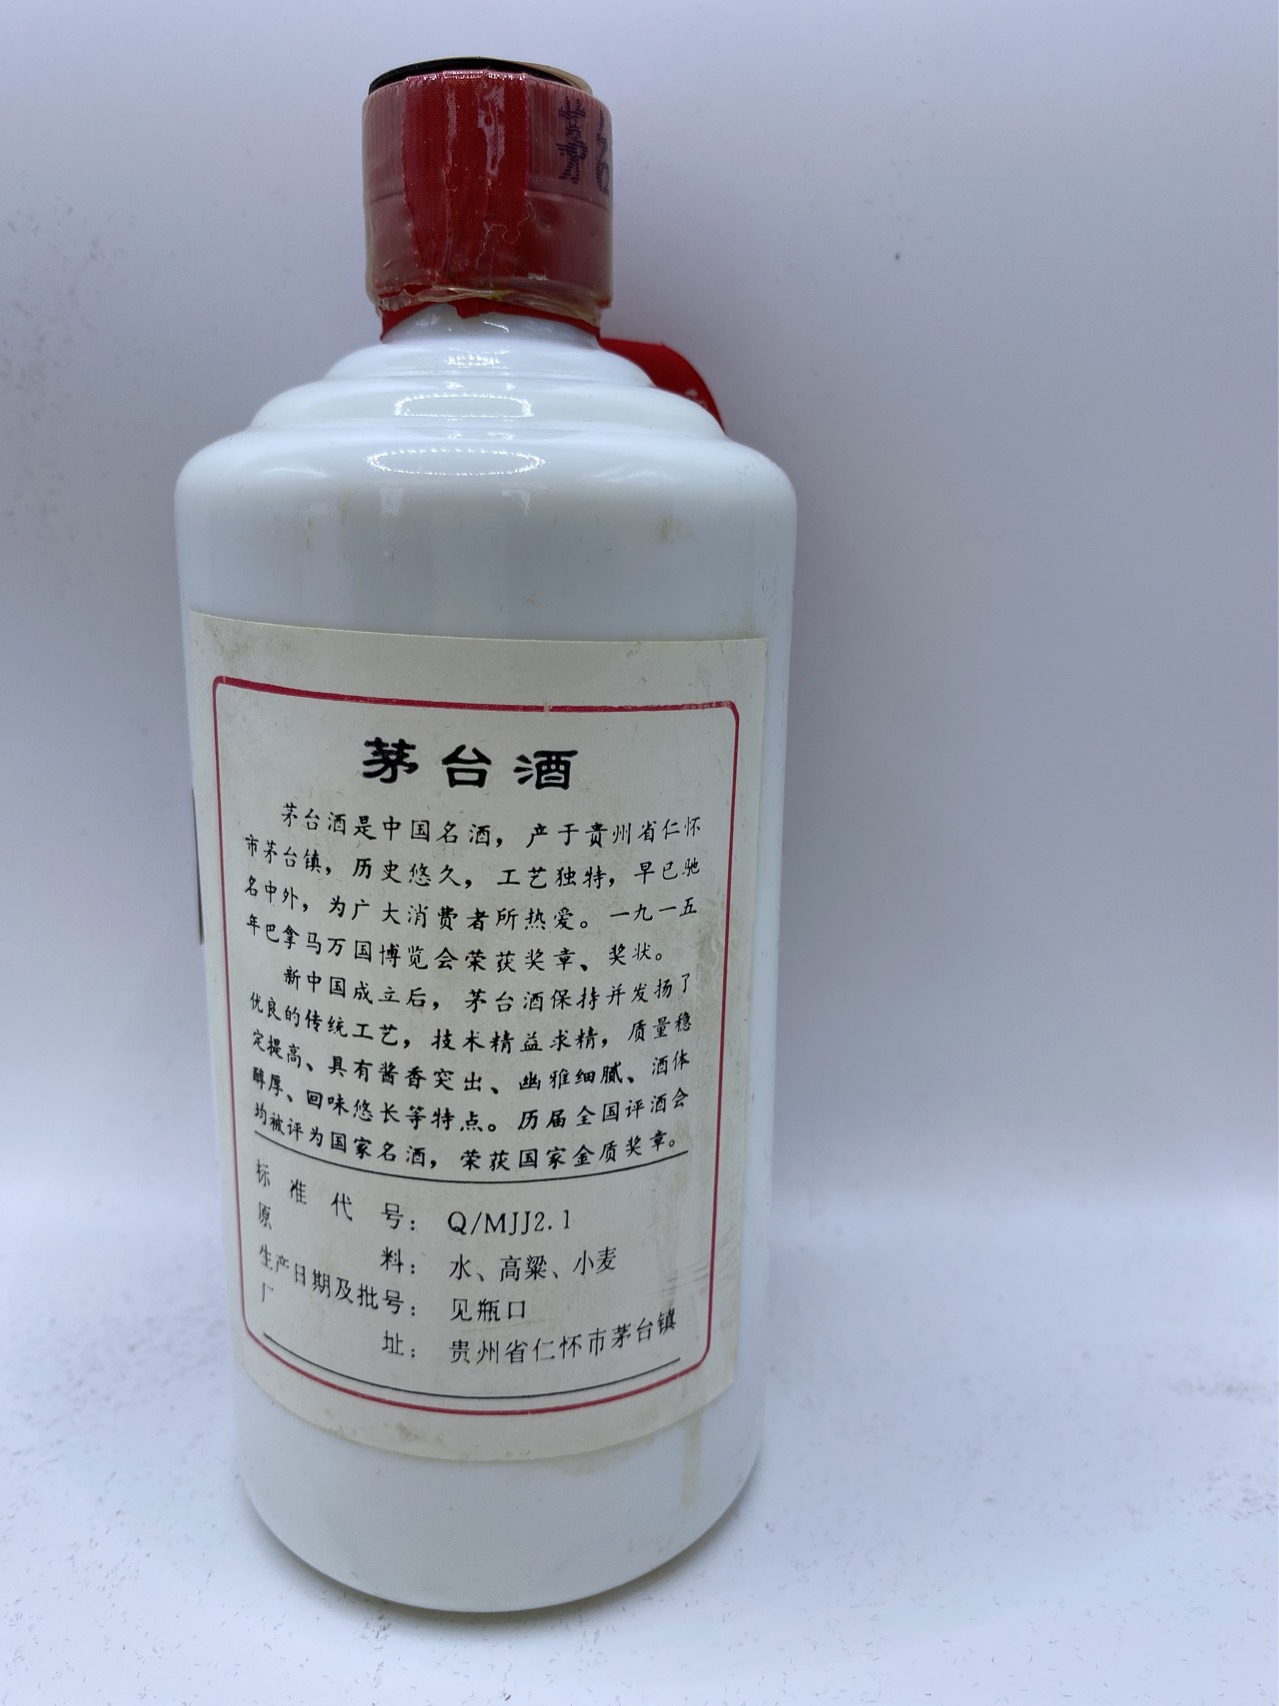 茅台
茅台酒
茅台酒是中国名酒，产于贵州省仁怀
市茅台镇，历史悠久，工艺独特，早已驰
名中外，为广大消费者所热爱。一九一五
年巴拿马万国博览会荣获奖章、奖状。
新中国成立后，茅台酒保持并发扬了
优良的传统工艺，技术精益求精，质量稳
定提高、具有酱香突出、幽雅细腻、酒体
醇厚、回味悠长等特点。历届全国评酒会
均被评为国家名酒，荣获国家金质奖章。
标准代号：Q/MJJ2.1
原料：水、高粱、小麦
生产日期及批号：见瓶口
厂址：贵州省仁怀市茅台镇